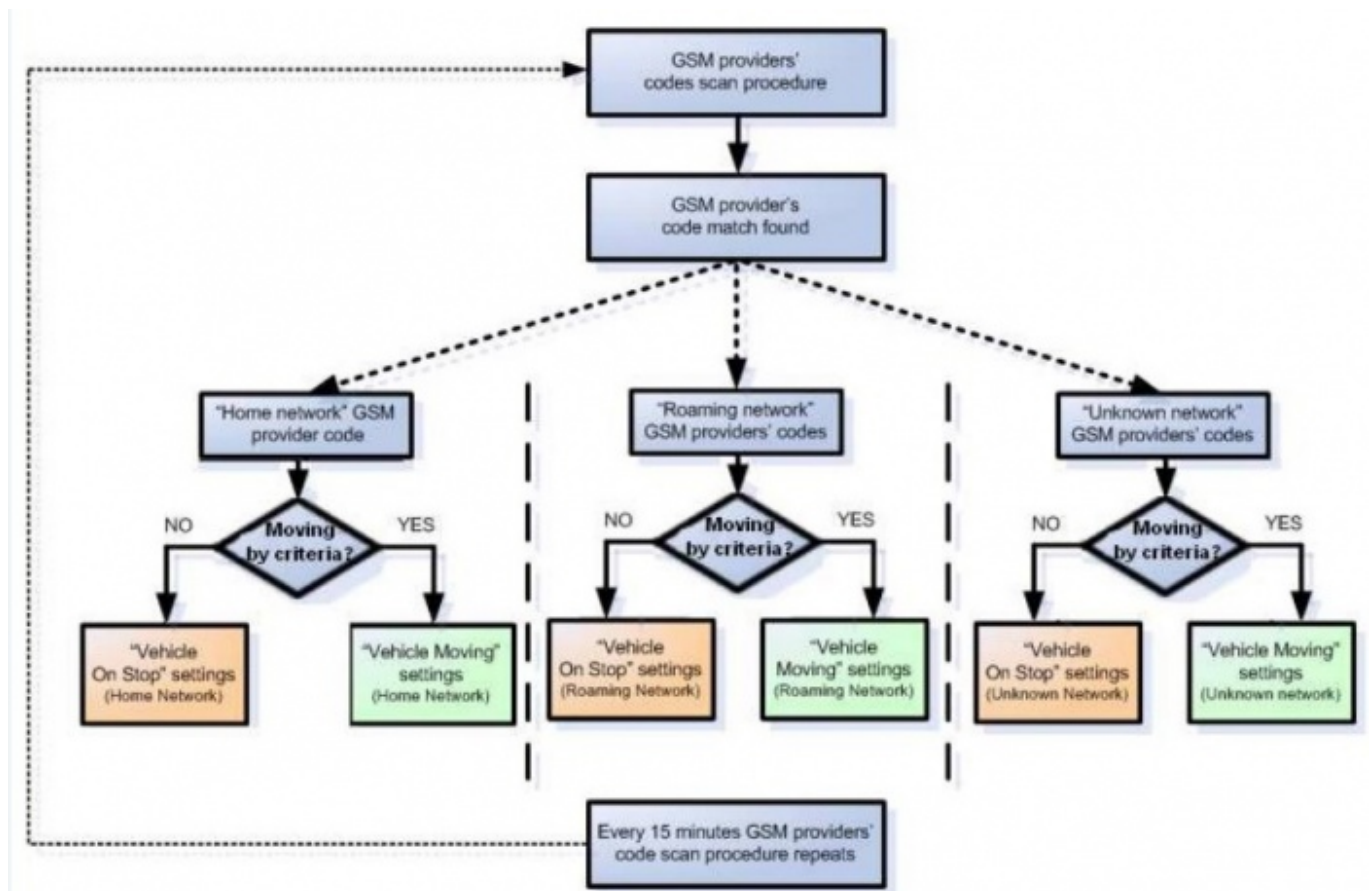 GSM providers'
codes scan procedure
GSM provider's
code match found
"Home network" GSM
provider code
"Roaming network"
GSM providers' codes
"Unknown network"
GSM providers' codes
NO
Moving
by criteria?
YES
NO
Moving
by criteria?
YES
NO
Moving
by criteria?
YES
"Vehicle
On Stop" settings
(Home Network)
"Vehicle Moving"
settings
(Home Network)
"Vehicle
On Stop" settings
(Roaming Network)
"Vehicle
Moving" settings
(Roaming Network)
"Vehicle
On Stop" settings
(Unknown Network)
"Vehicle Moving"
settings
(Unknown network)
Every 15 minutes GSM providers'
code scan procedure repeats